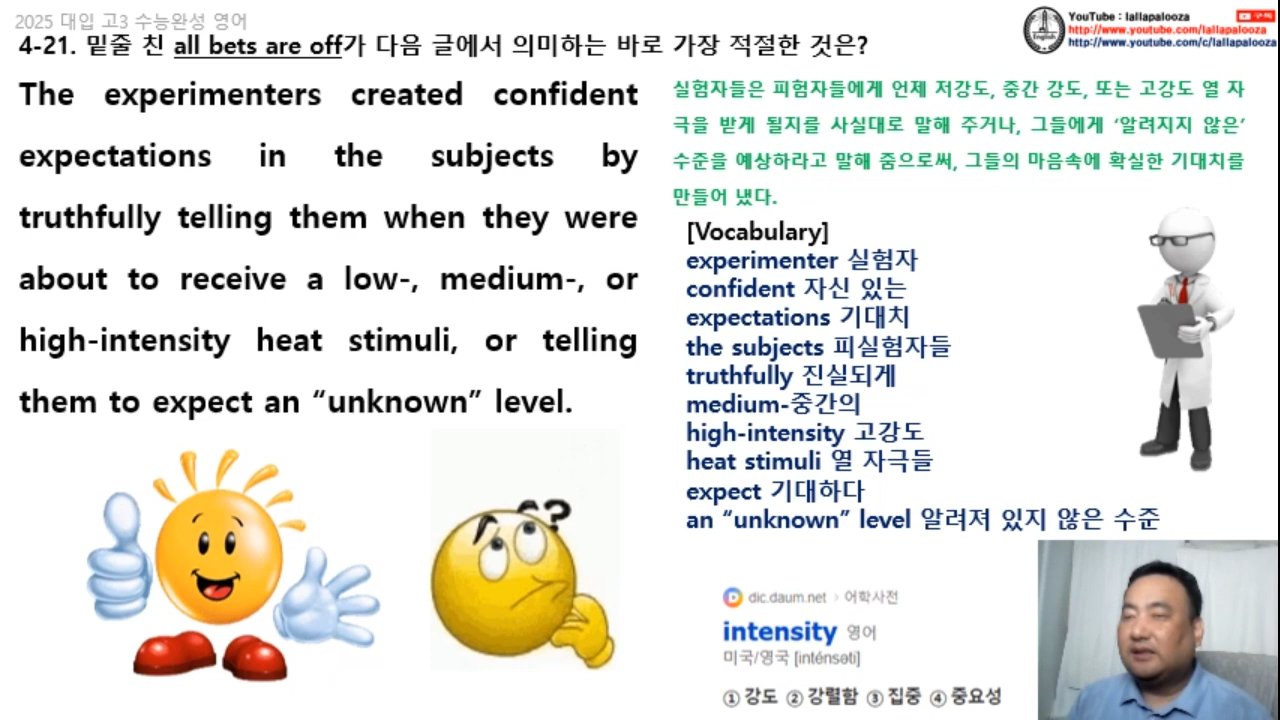 2025 대입 고3 수능완성 영어
4-21. 밑줄 친 all bets are off가 다음 글에서 의미하는 바로 가장 적절한 것은?
YouTube : lallapalooza
구독
http://www.youtube.com/lallapalooza
http://www.youtube.com/c/lallapalooza
English
The experimenters created confident
expectations in the subjects by
truthfully telling them when they were
about to receive a low-, medium-, or
high-intensity heat stimuli, or telling
them to expect an “unknown” level.
실험자들은 피험자들에게 언제 저강도, 중간 강도, 또는 고강도 열 자
극을 받게 될지를 사실대로 말해 주거나, 그들에게 ‘알려지지 않은’
수준을 예상하라고 말해 줌으로써, 그들의 마음속에 확실한 기대치를
만들어 냈다.
[Vocabulary]
experimenter 실험자
confident 자신 있는
expectations 기대치
the subjects 피실험자들
truthfully 진실되게
medium-중간의
high-intensity 고강도
heat stimuli 열 자극들
expect 기대하다
an “unknown” level 알려져 있지 않은 수준
?
dic.daum.net › 어학사전
intensity 영어
미국/영국 [inténsəti]
① 강도 ② 강렬함 ③ 집중 ④ 중요성